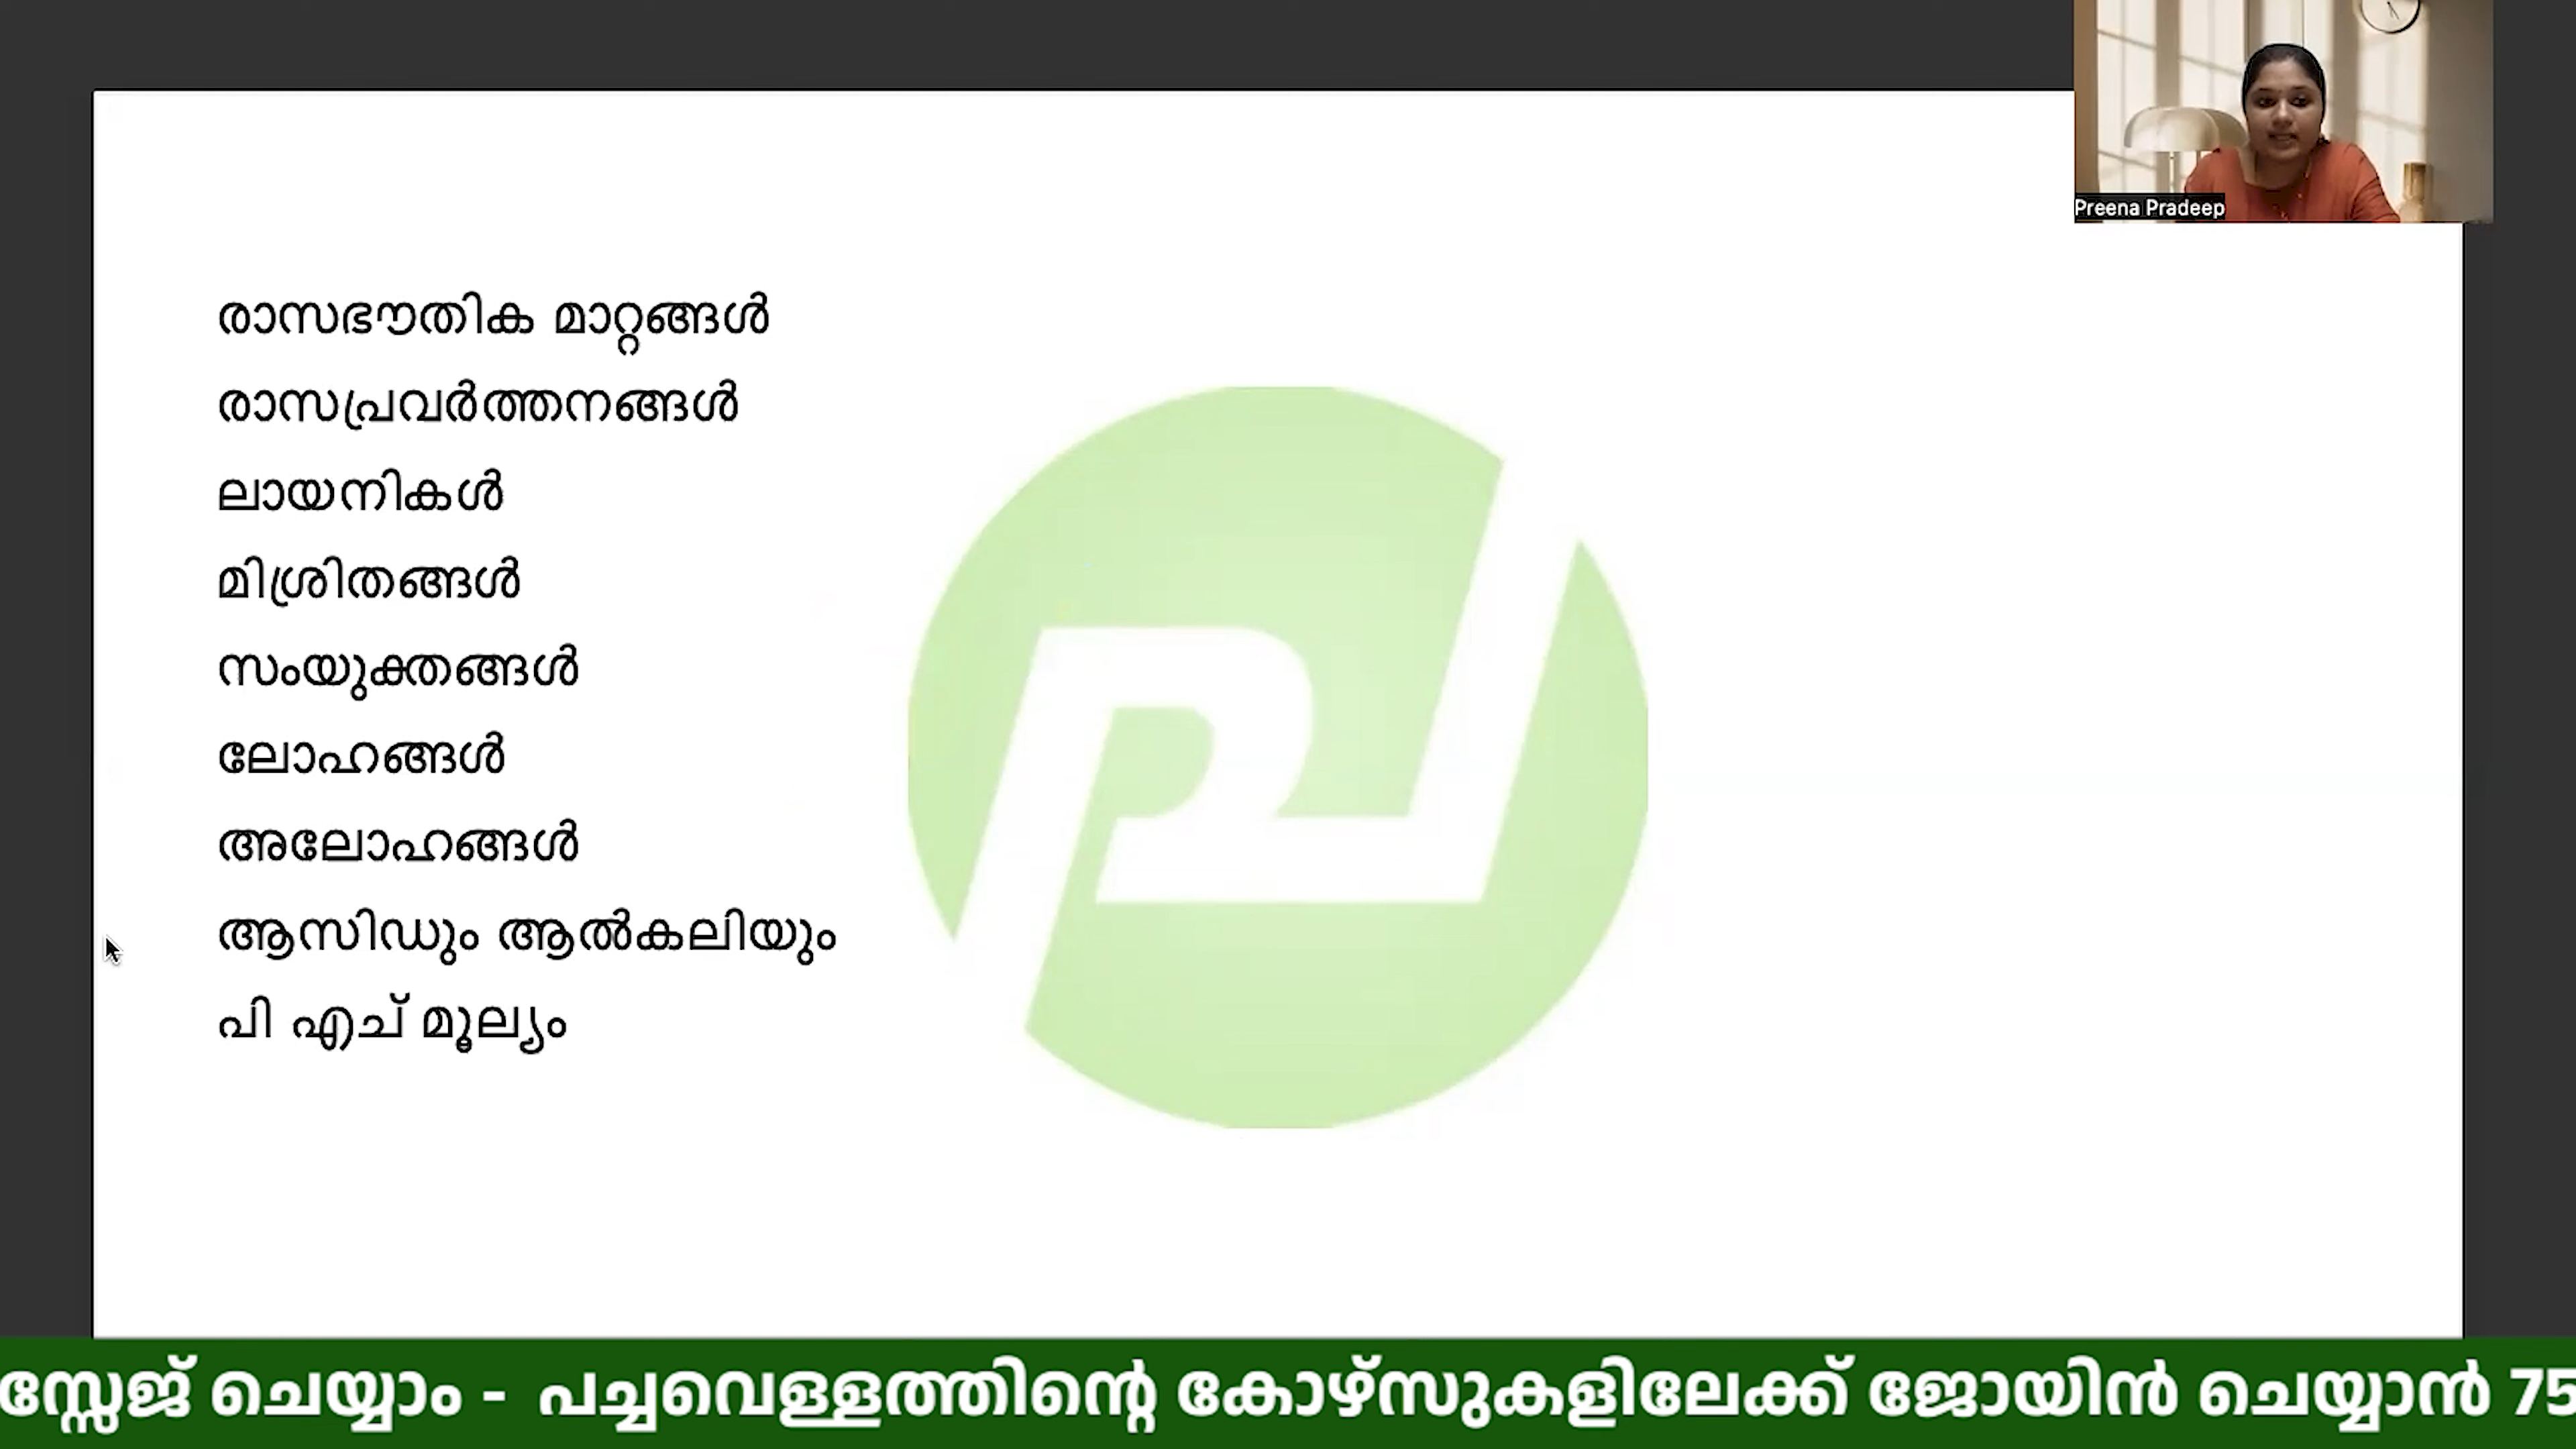 Preena Pradeep
രാസഭൗതിക മാറ്റങ്ങൾ
രാസപ്രവർത്തനങ്ങൾ
ലായനികൾ
മിശ്രിതങ്ങൾ
സംയുക്തങ്ങൾ
ലോഹങ്ങൾ
അലോഹങ്ങൾ
ആസിഡും ആൽകലിയും
പി എച് മൂല്യം
സ്സേജ് ചെയ്യാം - പച്ചവെള്ളത്തിന്റെ കോഴ്സുകളിലേക്ക് ജോയിൻ ചെയ്യാൻ 75